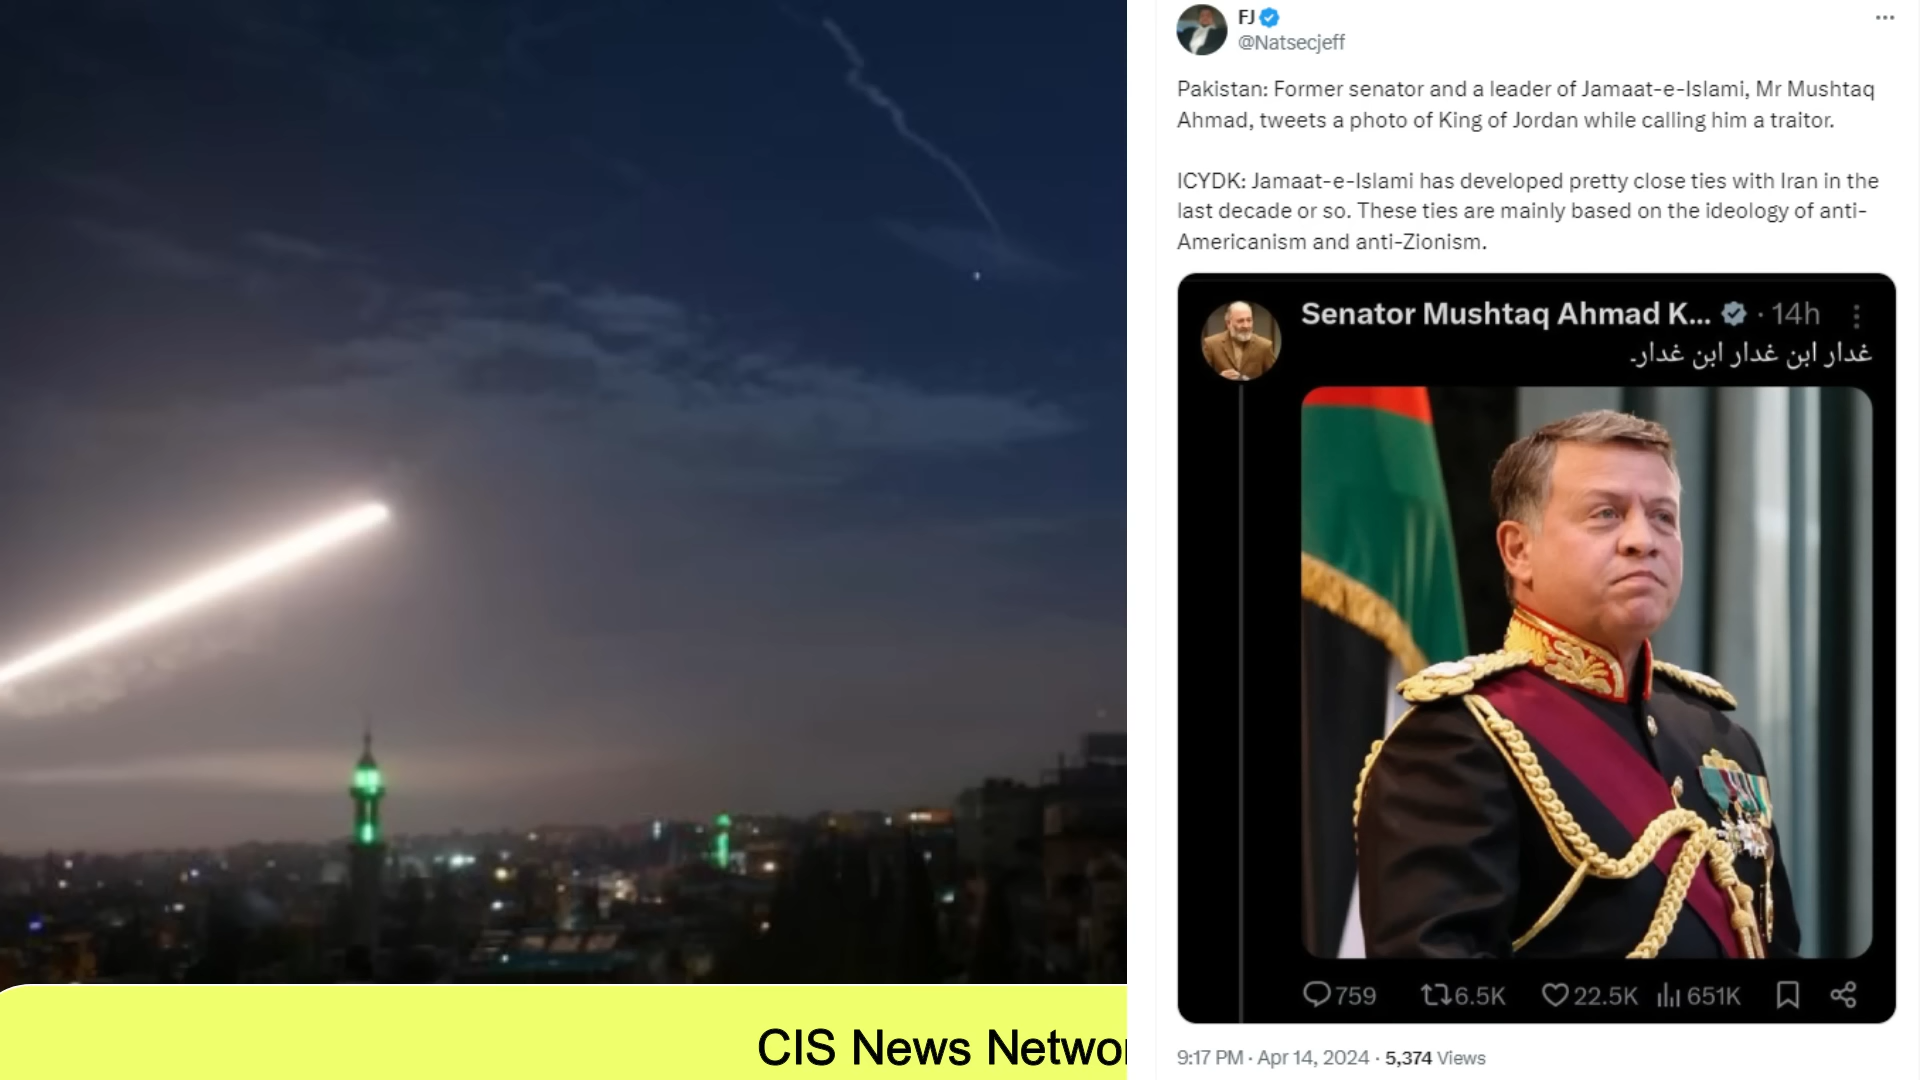 CIS News Networ
FJ
@Natsecjeff
Pakistan: Former senator and a leader of Jamaat-e-Islami, Mr Mushtaq
Ahmad, tweets a photo of King of Jordan while calling him a traitor.
ICYDK: Jamaat-e-Islami has developed pretty close ties with Iran in the
last decade or so. These ties are mainly based on the ideology of anti-
Americanism and anti-Zionism.
Senator Mushtaq Ahmad K... · 14h
غدار ابن غدار ابن غدار۔
759 6.5K 22.5K 651K
9:17 PM · Apr 14, 2024 · 5,374 Views